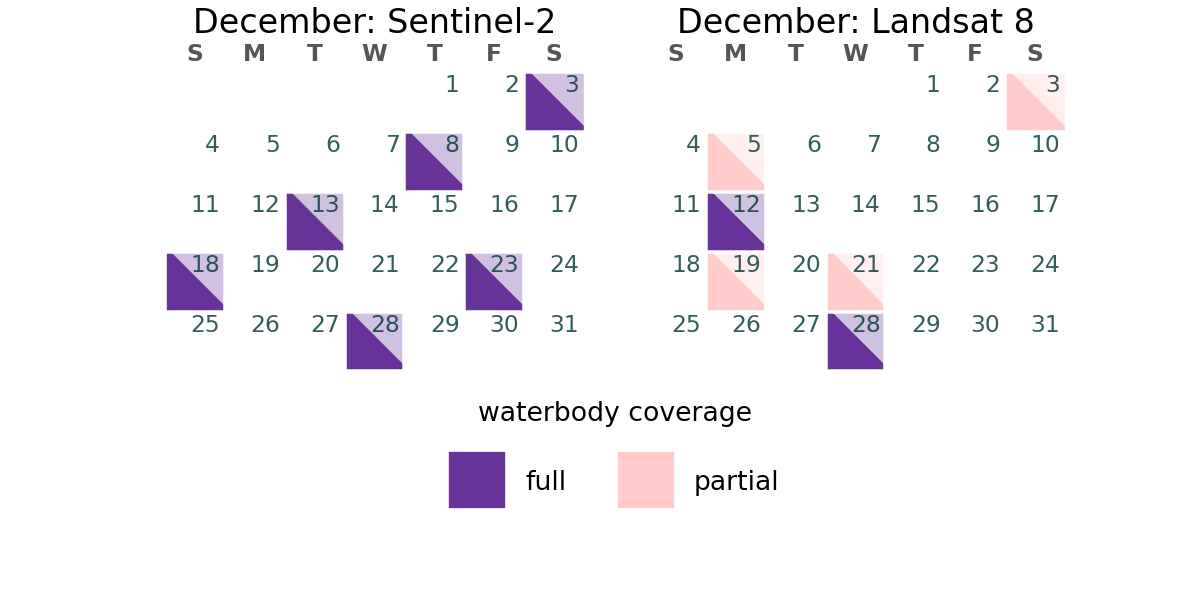 December: Sentinel-2
S M T W T F S
1 2 3
4 5 6 7 8 9 10
11 12 13 14 15 16 17
18 19 20 21 22 23 24
25 26 27 28 29 30 31
December: Landsat 8
S M T W T F S
1 2 3
4 5 6 7 8 9 10
11 12 13 14 15 16 17
18 19 20 21 22 23 24
25 26 27 28 29 30 31
waterbody coverage
full
partial